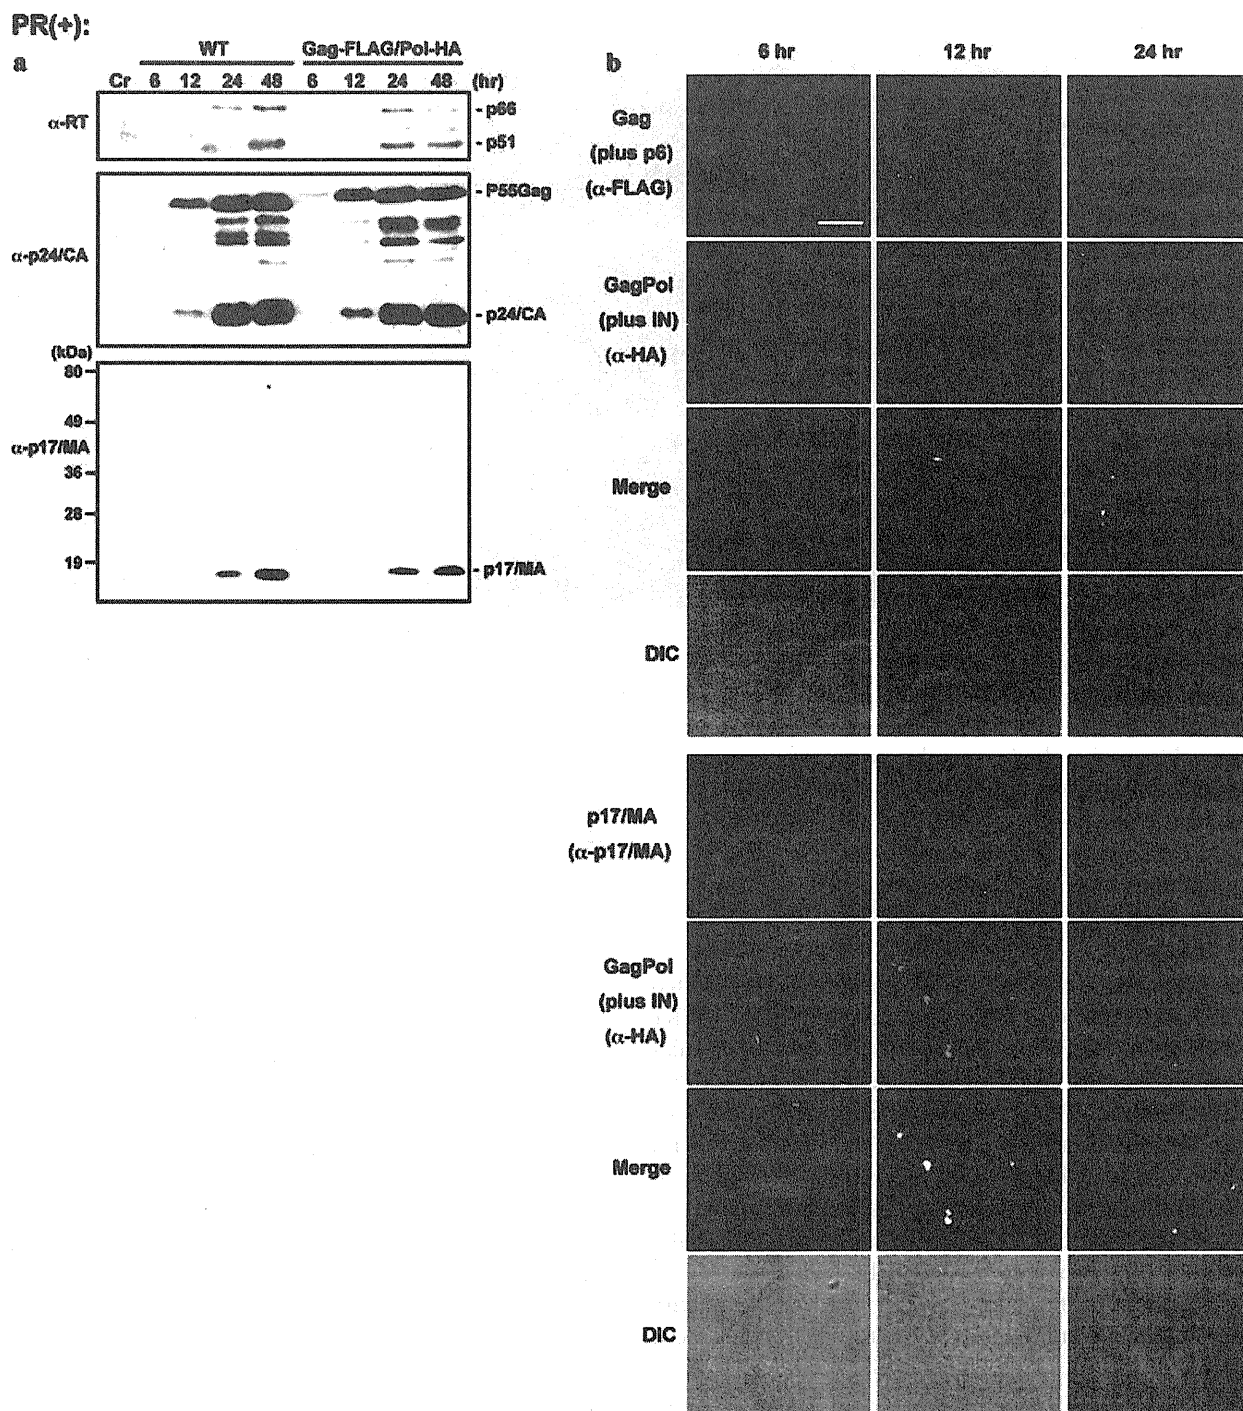 PR(+):
a
WT
Gag-FLAG/Pol-HA
Cr 6 12 24 48 6 12 24 48 (hr)
α-RT
- p66
- p51
α-p24/CA
- P55Gag
- p24/CA
(kDa)
80
49
α-p17/MA
36
28
19
- p17/MA
b
6 hr 12 hr 24 hr
Gag
(plus p6)
(α-FLAG)
GagPol
(plus IN)
(α-HA)
Merge
DIC
p17/MA
(α-p17/MA)
GagPol
(plus IN)
(α-HA)
Merge
DIC